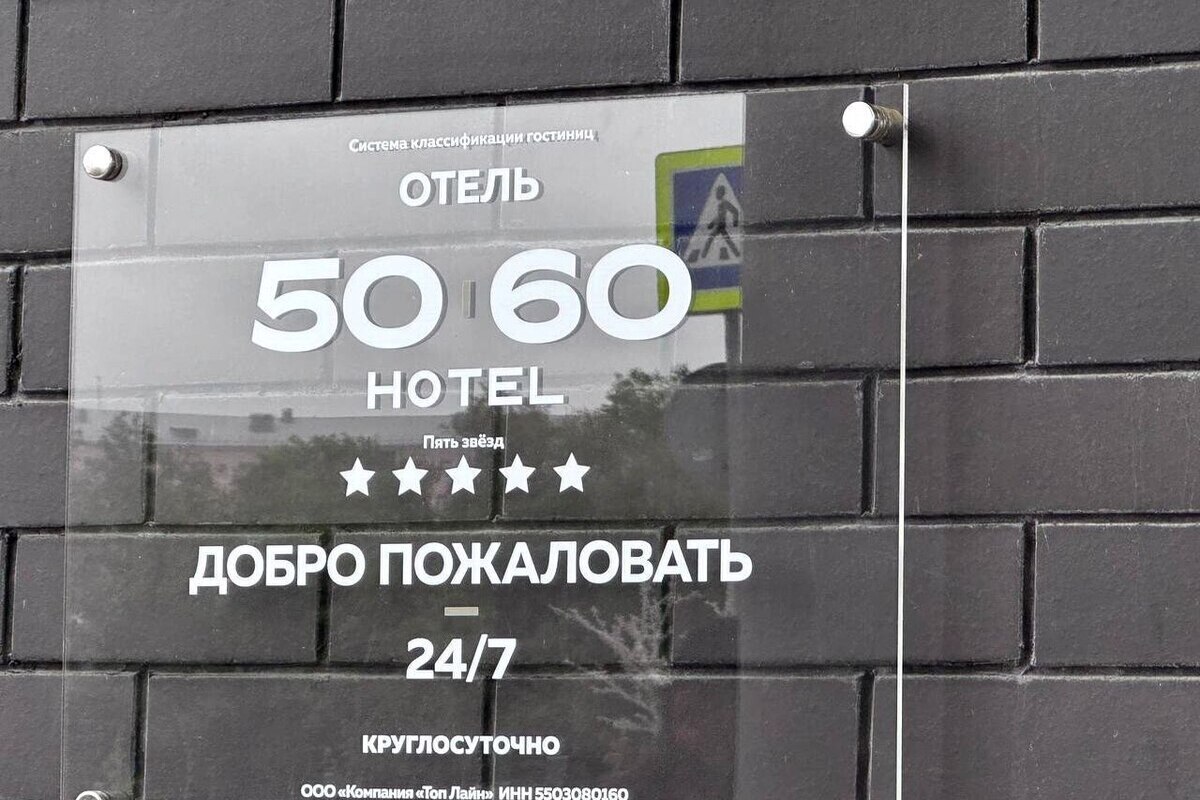 Система классификации гостиниц
ОТЕЛЬ
50 | 60
HOTEL
Пять звёзд
ДОБРО ПОЖАЛОВАТЬ
24/7
КРУГЛОСУТОЧНО
ООО «Компания «Топ Лайн» ИНН 5503080160